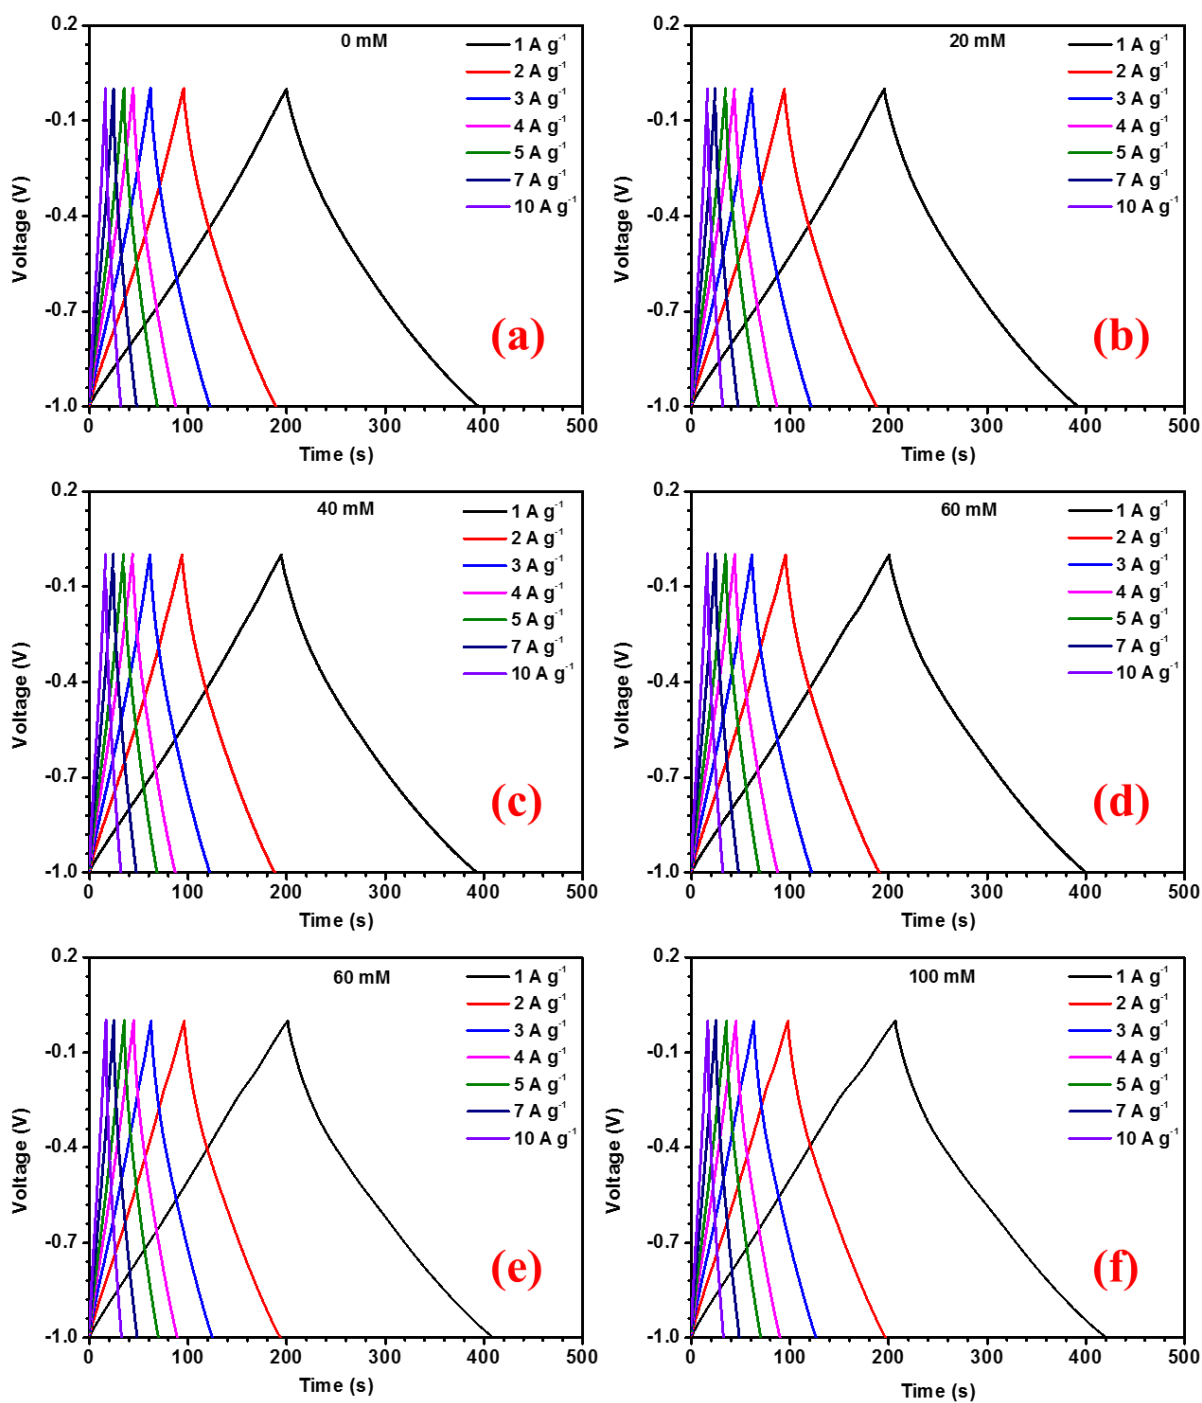 0.2
-0.1
-0.4
-0.7
-1.0
Voltage (V)
0 mM
1 A g⁻¹
2 A g⁻¹
3 A g⁻¹
4 A g⁻¹
5 A g⁻¹
7 A g⁻¹
10 A g⁻¹
(a)
0 100 200 300 400 500
Time (s)
0.2
-0.1
-0.4
-0.7
-1.0
Voltage (V)
20 mM
1 A g⁻¹
2 A g⁻¹
3 A g⁻¹
4 A g⁻¹
5 A g⁻¹
7 A g⁻¹
10 A g⁻¹
(b)
0 100 200 300 400 500
Time (s)
0.2
-0.1
-0.4
-0.7
-1.0
Voltage (V)
40 mM
1 A g⁻¹
2 A g⁻¹
3 A g⁻¹
4 A g⁻¹
5 A g⁻¹
7 A g⁻¹
10 A g⁻¹
(c)
0 100 200 300 400 500
Time (s)
0.2
-0.1
-0.4
-0.7
-1.0
Voltage (V)
60 mM
1 A g⁻¹
2 A g⁻¹
3 A g⁻¹
4 A g⁻¹
5 A g⁻¹
7 A g⁻¹
10 A g⁻¹
(d)
0 100 200 300 400 500
Time (s)
0.2
-0.1
-0.4
-0.7
-1.0
Voltage (V)
60 mM
1 A g⁻¹
2 A g⁻¹
3 A g⁻¹
4 A g⁻¹
5 A g⁻¹
7 A g⁻¹
10 A g⁻¹
(e)
0 100 200 300 400 500
Time (s)
0.2
-0.1
-0.4
-0.7
-1.0
Voltage (V)
100 mM
1 A g⁻¹
2 A g⁻¹
3 A g⁻¹
4 A g⁻¹
5 A g⁻¹
7 A g⁻¹
10 A g⁻¹
(f)
0 100 200 300 400 500
Time (s)